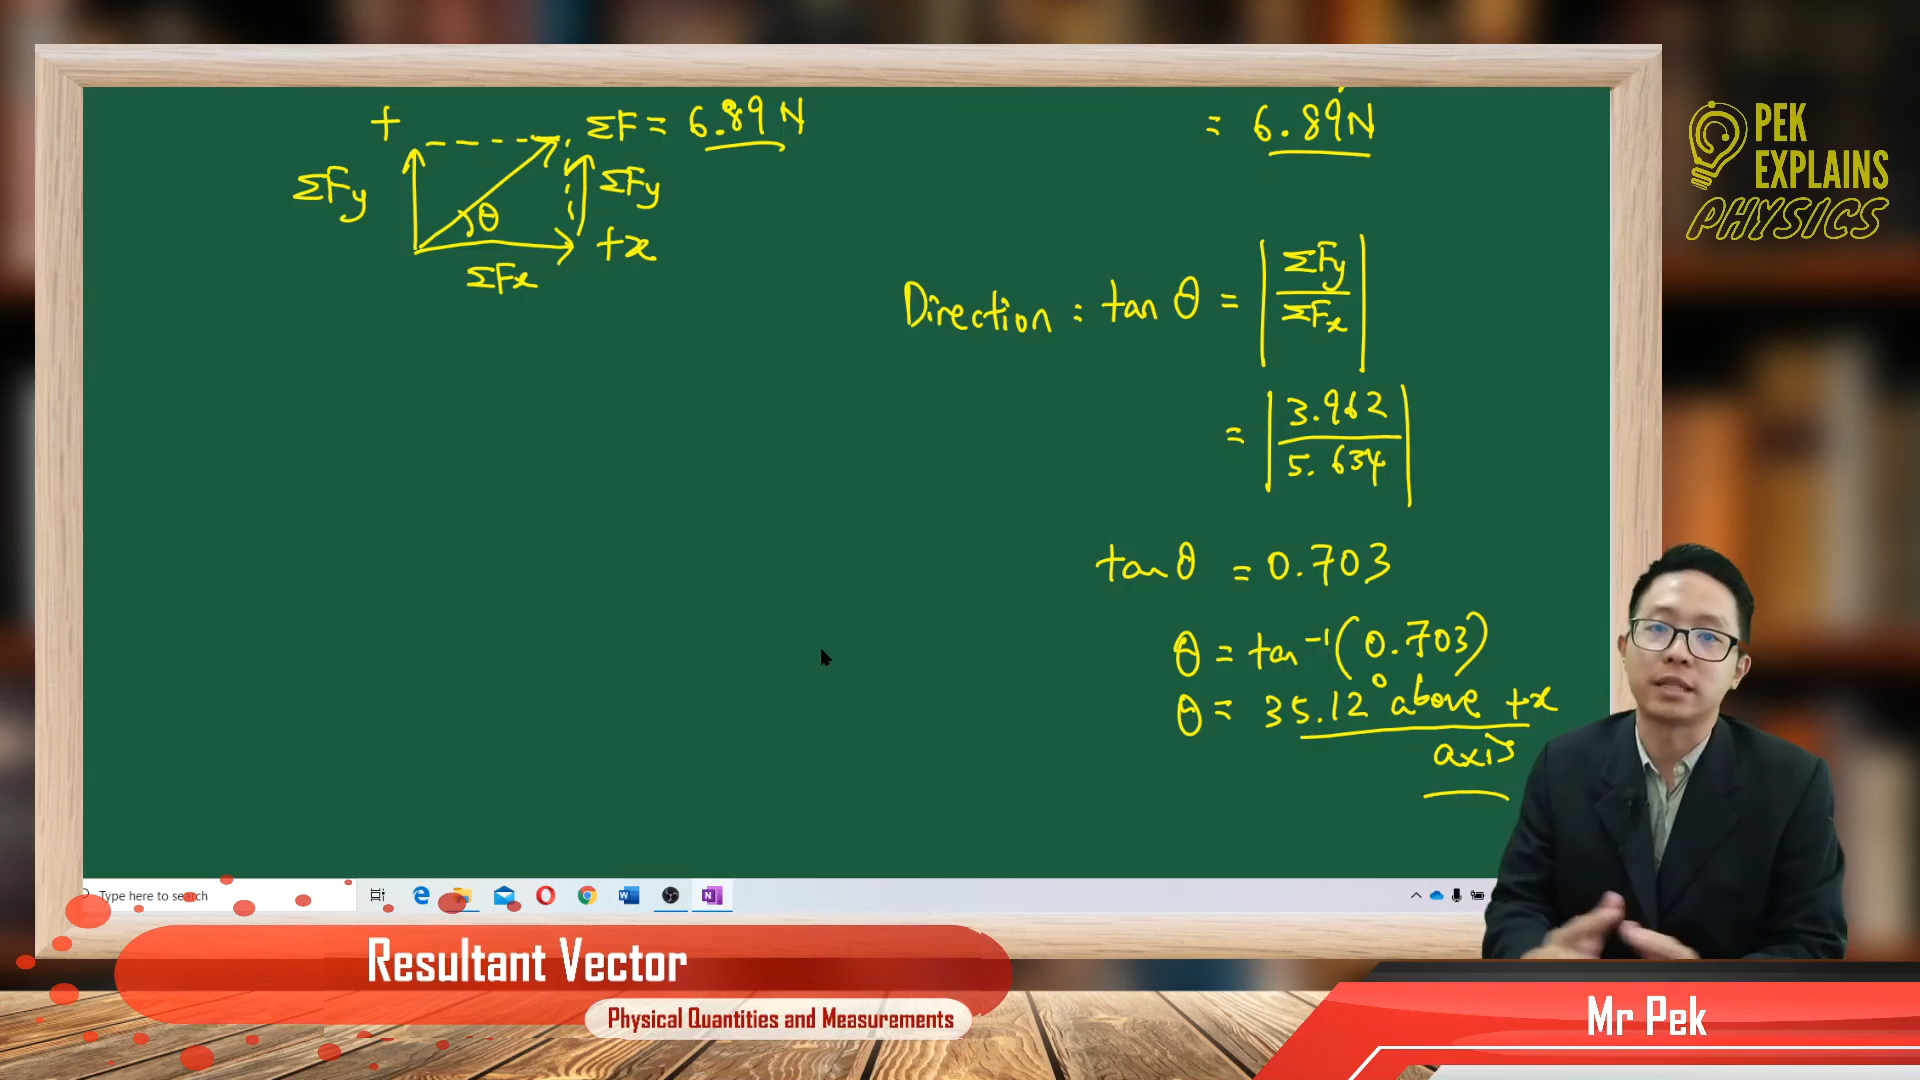 +
ΣF = 6.89 N
ΣFy
θ
ΣFy
+x
ΣFx
= 6.89N
Direction : tan θ = |ΣFy / ΣFx|
= |3.962 / 5.634|
tan θ = 0.703
θ = tan⁻¹(0.703)
θ = 35.12° above +x
axis
PEK
EXPLAINS
PHYSICS
Type here to search
Resultant Vector
Physical Quantities and Measurements
Mr Pek